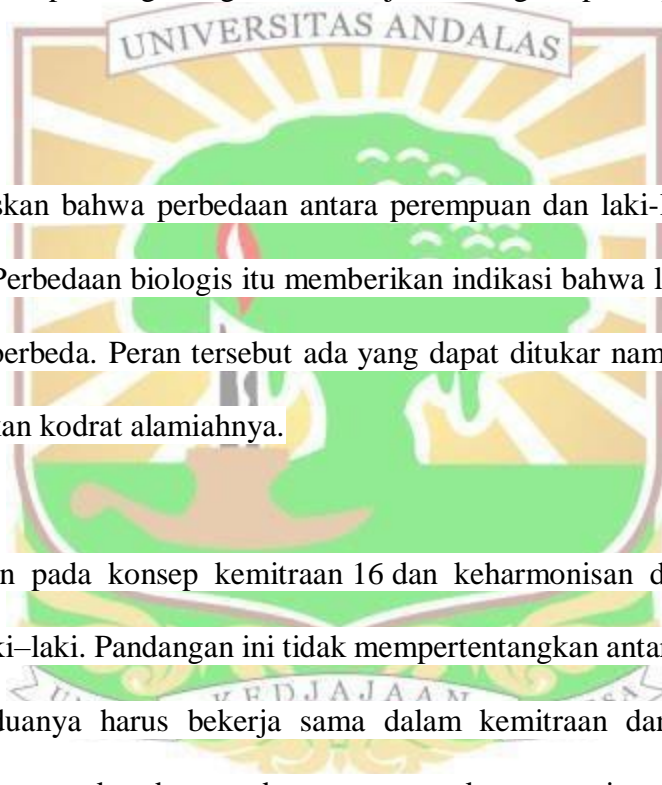 UNIVERSITAS ANDALAS
skan bahwa perbedaan antara perempuan dan laki-
Perbedaan biologis itu memberikan indikasi bahwa l
berbeda. Peran tersebut ada yang dapat ditukar nam
kan kodrat alamiahnya.
n pada konsep kemitraan 16 dan keharmonisan d
ki–laki. Pandangan ini tidak mempertentangkan antar
KEDJAJAAN
duanya harus bekerja sama dalam kemitraan dan